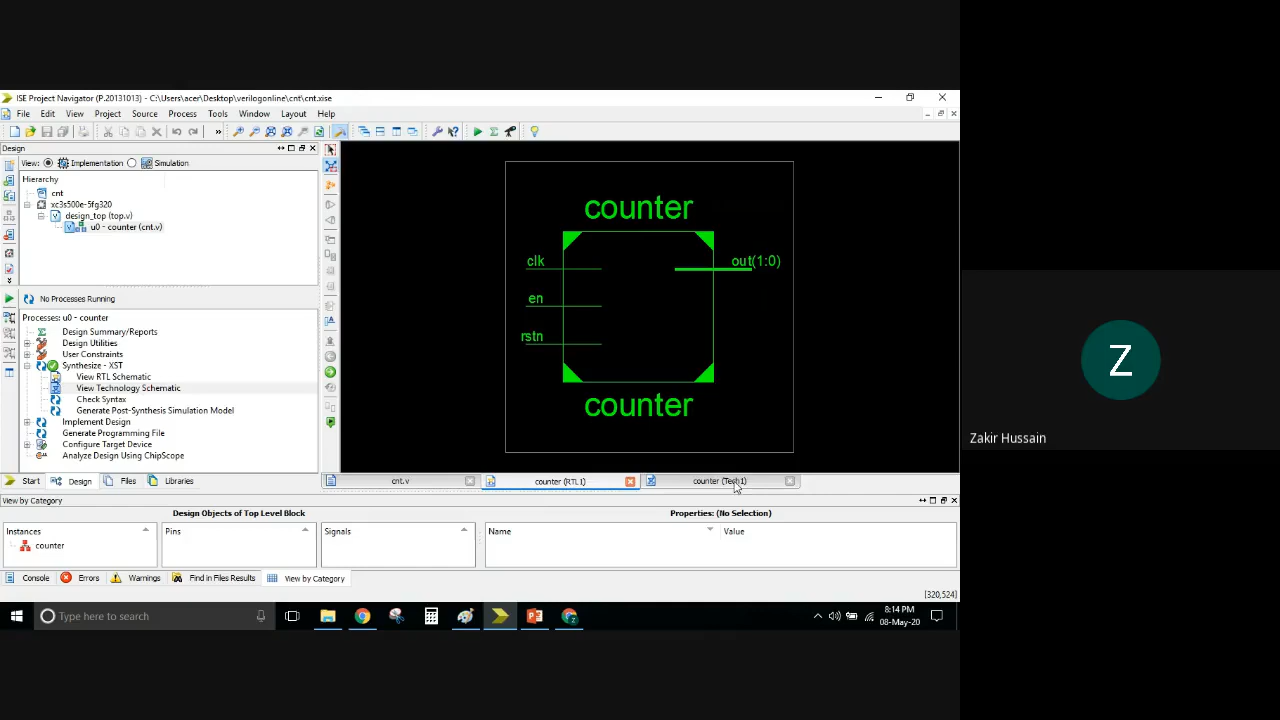 ISE Project Navigator (P.20131013) - C:\Users\acer\Desktop\verilogonline\cnt\cnt.xise
File Edit View Project Source Process Tools Window Layout Help
Design
View: Implementation Simulation
Hierarchy
cnt
xc3s500e-5fg320
design_top (top.v)
u0 - counter (cnt.v)
No Processes Running
Processes: u0 - counter
Design Summary/Reports
Design Utilities
User Constraints
Synthesize - XST
View RTL Schematic
View Technology Schematic
Check Syntax
Generate Post-Synthesis Simulation Model
Implement Design
Generate Programming File
Configure Target Device
Analyze Design Using ChipScope
Start Design Files Libraries
counter
clk
en
rstn
out(1:0)
counter
cnt.v counter (RTL1) counter (Tech1)
View by Category
Design Objects of Top Level Block
Instances Pins Signals
counter
Properties: (No Selection)
Name Value
Console Errors Warnings Find in Files Results View by Category
[320,524]
Type here to search
8:14 PM
08-May-20
Z
Zakir Hussain